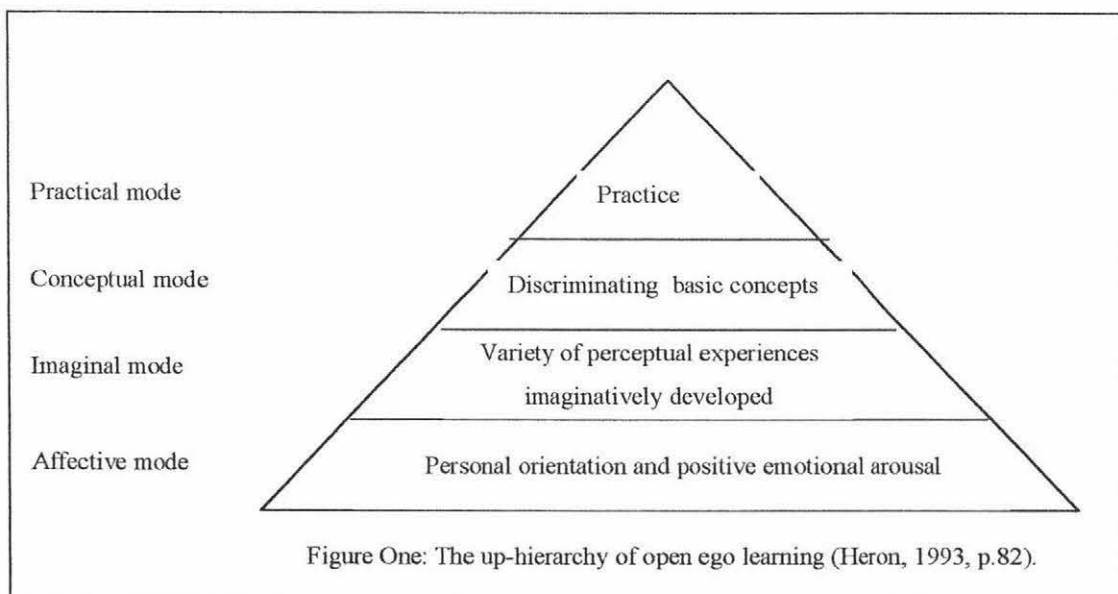 Practical mode
Practice
Conceptual mode
Discriminating basic concepts
Imaginal mode
Variety of perceptual experiences
imaginatively developed
Affective mode
Personal orientation and positive emotional arousal
Figure One: The up-hierarchy of open ego learning (Heron, 1993, p.82).